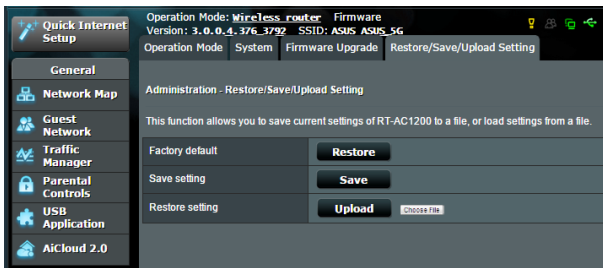 Quick Internet
Setup
Operation Mode: Wireless router Firmware
Version: 3.0.0.4.376_3792 SSID: ASUS ASUS_5G
Operation Mode System Firmware Upgrade Restore/Save/Upload Setting
General
Network Map
Guest
Network
Traffic
Manager
Parental
Controls
USB
Application
AiCloud 2.0
Administration - Restore/Save/Upload Setting
This function allows you to save current settings of RT-AC1200 to a file, or load settings from a file.
Factory default Restore
Save setting Save
Restore setting Upload Choose File